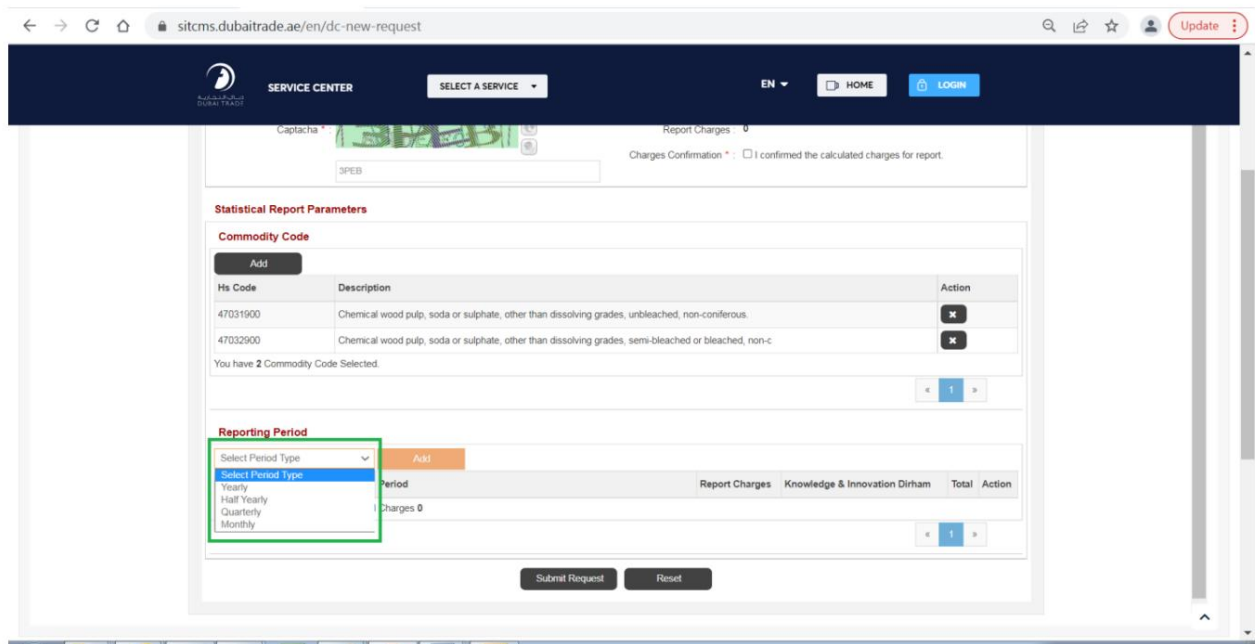 sitcms.dubaitrade.ae/en/dc-new-request
Update
DUBAI TRADE
SERVICE CENTER
SELECT A SERVICE
EN
HOME
LOGIN
Captacha * :
3PEB
Report Charges : 0
Charges Confirmation * : I confirmed the calculated charges for report.
3PEB
Statistical Report Parameters
Commodity Code
Add
Hs Code Description Action
47031900 Chemical wood pulp, soda or sulphate, other than dissolving grades, unbleached, non-coniferous.
47032900 Chemical wood pulp, soda or sulphate, other than dissolving grades, semi-bleached or bleached, non-c
You have 2 Commodity Code Selected.
« 1 »
Reporting Period
Select Period Type Add
Select Period Type
Yearly
Half Yearly
Quarterly
Monthly
Period Report Charges Knowledge & Innovation Dirham Total Action
Charges 0
« 1 »
Submit Request Reset